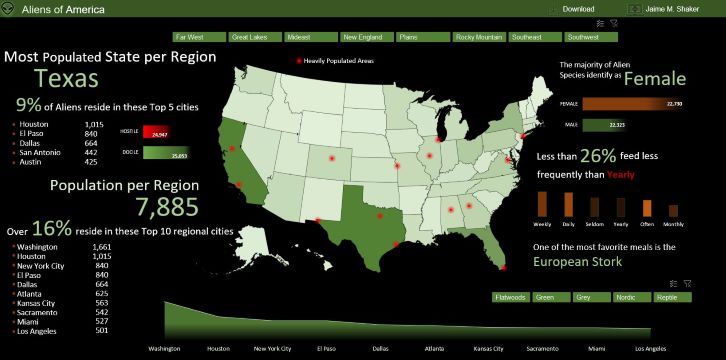 Aliens of America
Download
Jaime M. Shaker
Far West
Great Lakes
Mideast
New England
Plains
Rocky Mountain
Southeast
Southwest
Most Populated State per Region
Texas
9% of Aliens reside in these Top 5 cities
Houston 1,015
El Paso 840
Dallas 664
San Antonio 442
Austin 425
HOSTILE 24,947
DOCILE 25,053
Population per Region
7,885
Over 16% reside in these Top 10 regional cities
Washington 1,661
Houston 1,015
New York City 840
El Paso 840
Dallas 664
Atlanta 625
Kansas City 563
Sacramento 542
Miami 527
Los Angeles 501
Heavily Populated Areas
The majority of Alien
Species identify as Female
FEMALE 22,730
MALE 22,323
Less than 26% feed less
frequently than Yearly
Weekly Daily Seldom Yearly Often Monthly
One of the most favorite meals is the
European Stork
Flatwoods
Green
Grey
Nordic
Reptile
Washington Houston New York City El Paso Dallas Atlanta Kansas City Sacramento Miami Los Angeles